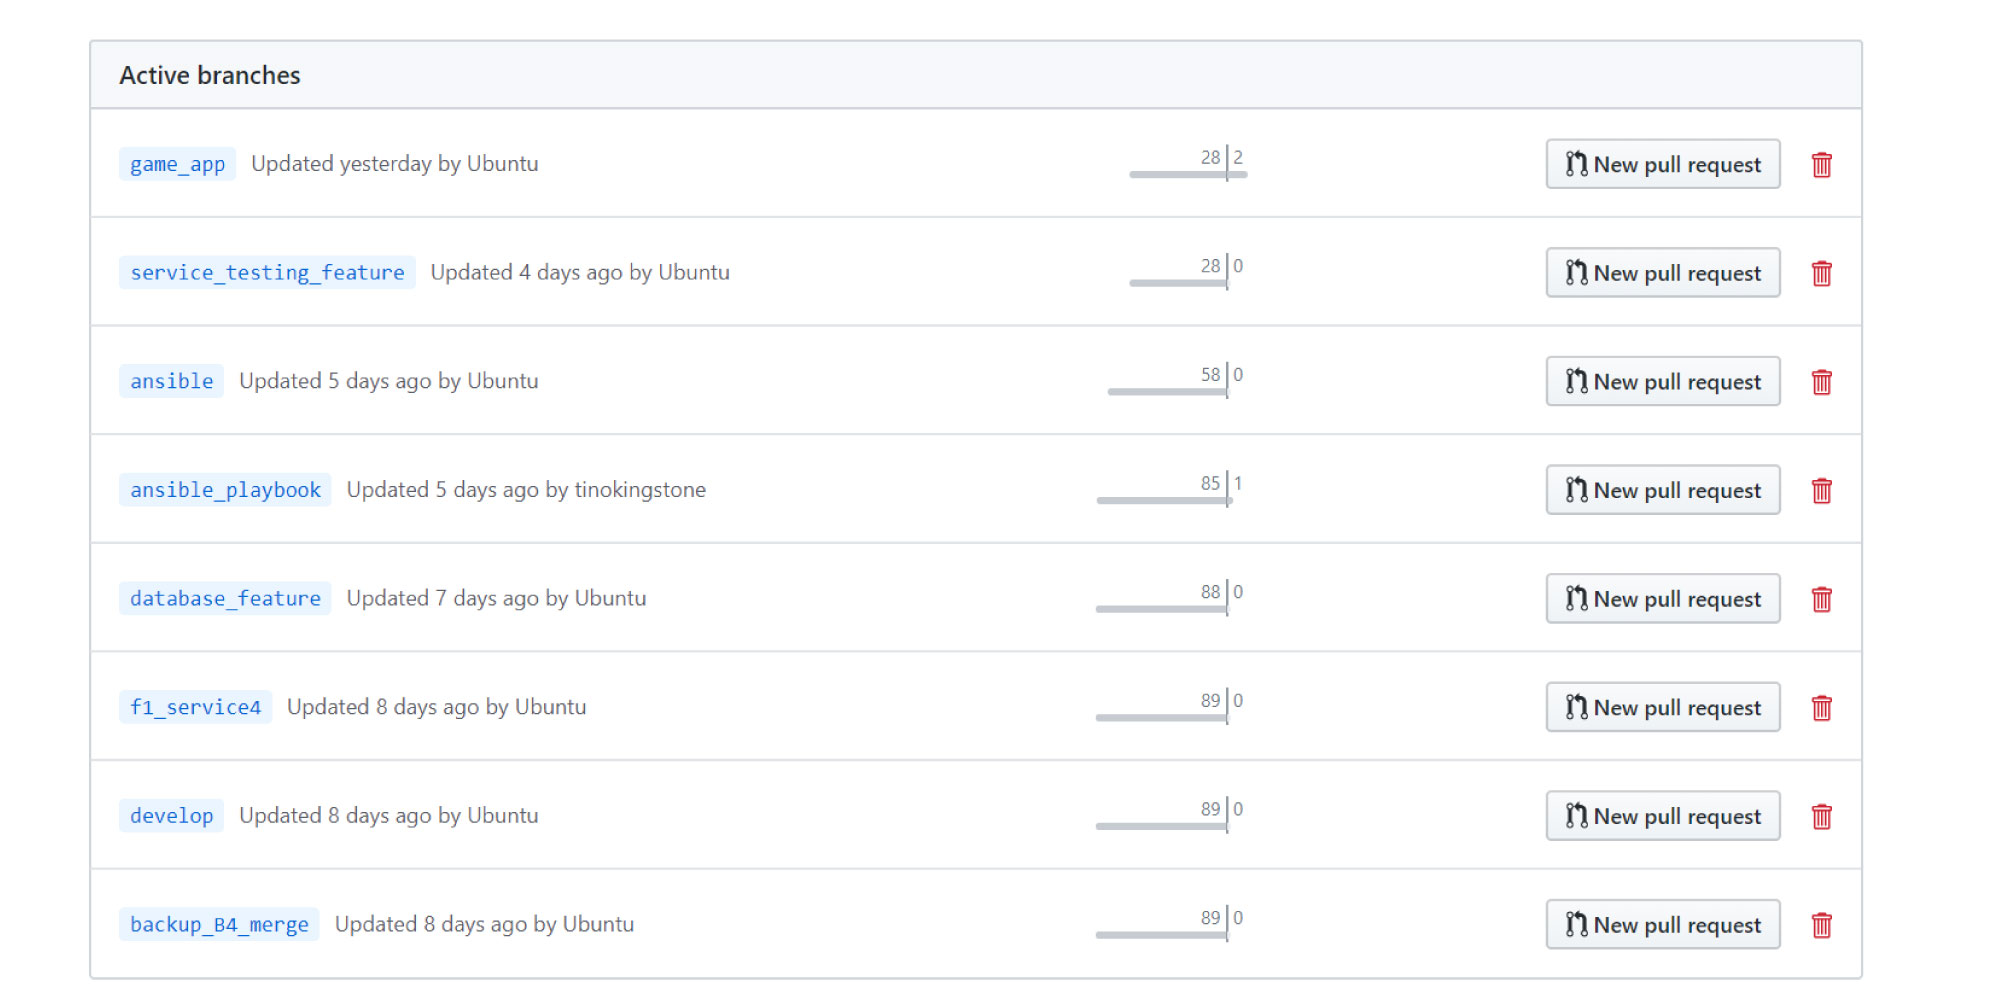 Active branches
game_app Updated yesterday by Ubuntu 28 2 New pull request
service_testing_feature Updated 4 days ago by Ubuntu 28 0 New pull request
ansible Updated 5 days ago by Ubuntu 58 0 New pull request
ansible_playbook Updated 5 days ago by tinokingstone 85 1 New pull request
database_feature Updated 7 days ago by Ubuntu 88 0 New pull request
f1_service4 Updated 8 days ago by Ubuntu 89 0 New pull request
develop Updated 8 days ago by Ubuntu 89 0 New pull request
backup_B4_merge Updated 8 days ago by Ubuntu 89 0 New pull request